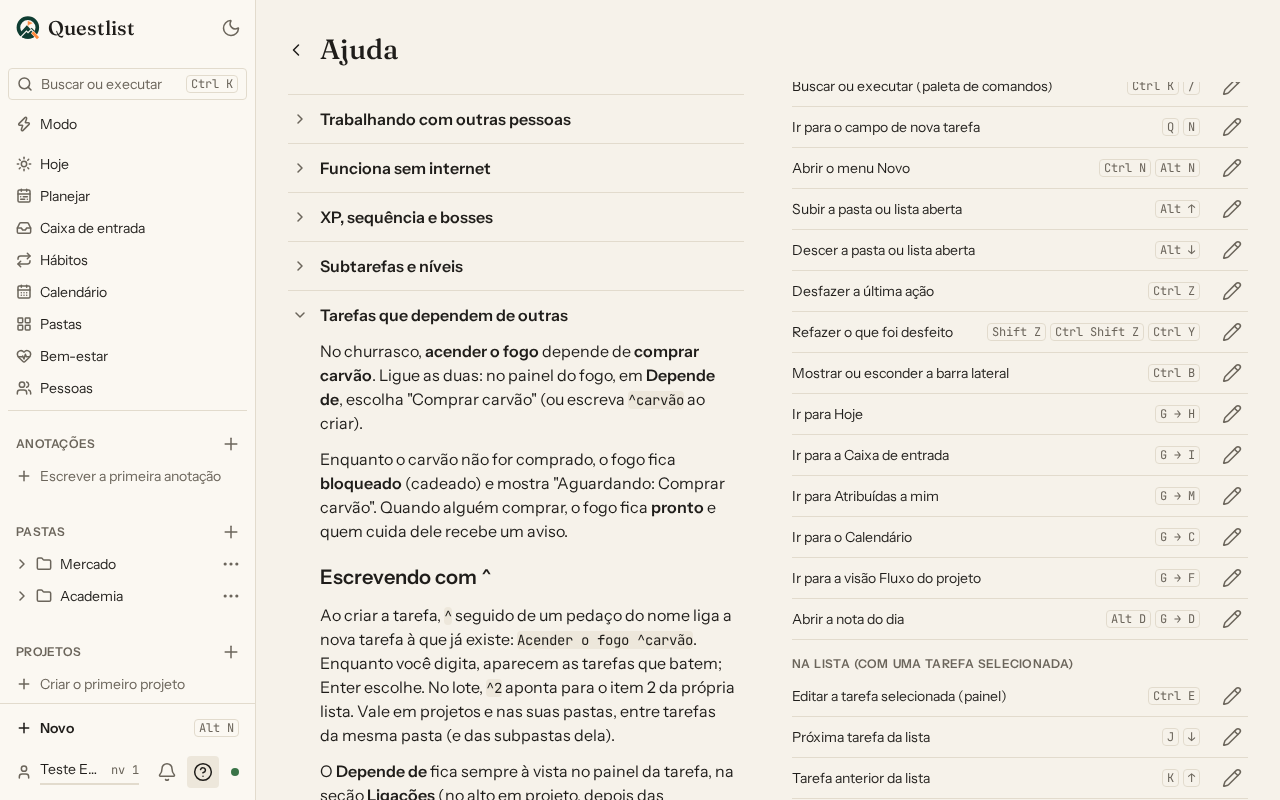 Questlist
Buscar ou executar Ctrl K
Modo
Hoje
Planejar
Caixa de entrada
Hábitos
Calendário
Pastas
Bem-estar
Pessoas
ANOTAÇÕES
Escrever a primeira anotação
PASTAS
Mercado
Academia
PROJETOS
Criar o primeiro projeto
Novo Alt N
Teste E... nv 1
Ajuda
Trabalhando com outras pessoas
Funciona sem internet
XP, sequência e bosses
Subtarefas e níveis
Tarefas que dependem de outras
No churrasco, acender o fogo depende de comprar
carvão. Ligue as duas: no painel do fogo, em Depende
de, escolha "Comprar carvão" (ou escreva ^carvão ao
criar).
Enquanto o carvão não for comprado, o fogo fica
bloqueado (cadeado) e mostra "Aguardando: Comprar
carvão". Quando alguém comprar, o fogo fica pronto e
quem cuida dele recebe um aviso.
Escrevendo com ^
Ao criar a tarefa, ^ seguido de um pedaço do nome liga a
nova tarefa à que já existe: Acender o fogo ^carvão.
Enquanto você digita, aparecem as tarefas que batem;
Enter escolhe. No lote, ^2 aponta para o item 2 da própria
lista. Vale em projetos e nas suas pastas, entre tarefas
da mesma pasta (e das subpastas dela).
O Depende de fica sempre à vista no painel da tarefa, na
seção Ligações (no alto em projeto, depois das
Buscar ou executar (paleta de comandos) Ctrl K /
Ir para o campo de nova tarefa Q N
Abrir o menu Novo Ctrl N Alt N
Subir a pasta ou lista aberta Alt ↑
Descer a pasta ou lista aberta Alt ↓
Desfazer a última ação Ctrl Z
Refazer o que foi desfeito Shift Z Ctrl Shift Z Ctrl Y
Mostrar ou esconder a barra lateral Ctrl B
Ir para Hoje G → H
Ir para a Caixa de entrada G → I
Ir para Atribuídas a mim G → M
Ir para o Calendário G → C
Ir para a visão Fluxo do projeto G → F
Abrir a nota do dia Alt D G → D
NA LISTA (COM UMA TAREFA SELECIONADA)
Editar a tarefa selecionada (painel) Ctrl E
Próxima tarefa da lista J ↓
Tarefa anterior da lista K ↑